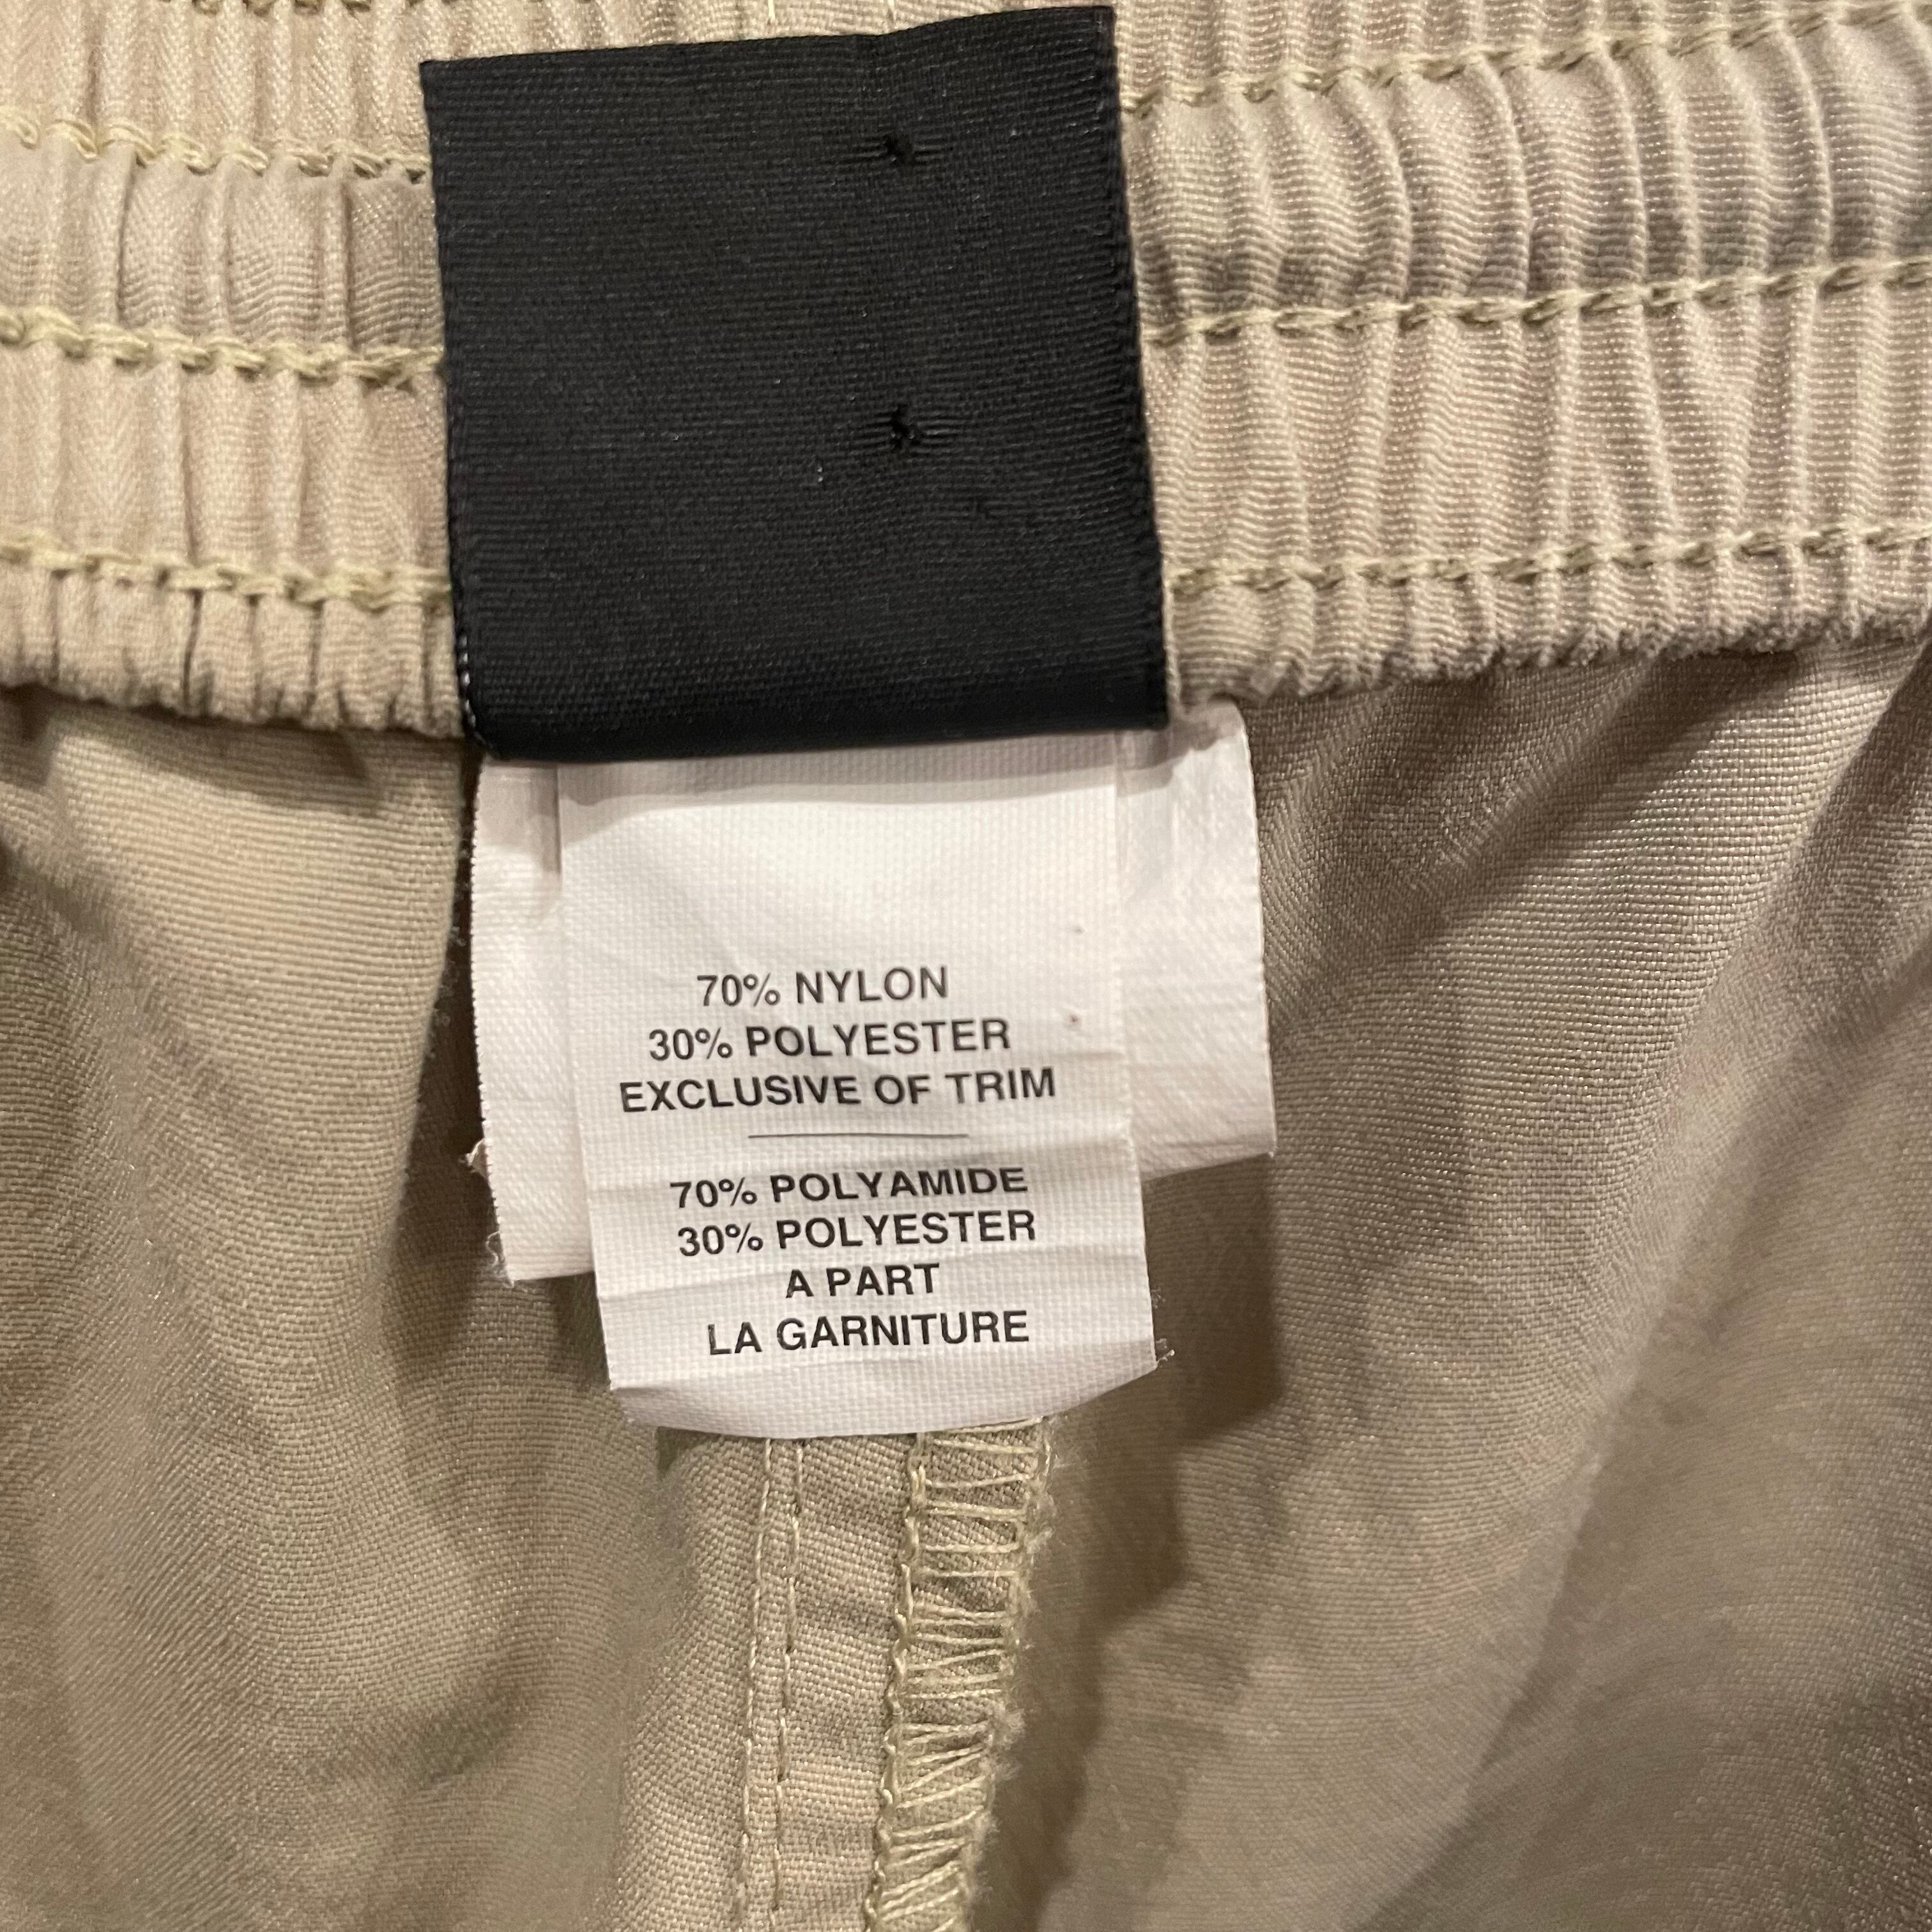 70% NYLON
30% POLYESTER
EXCLUSIVE OF TRIM
70% POLYAMIDE
30% POLYESTER
A PART
LA GARNITURE